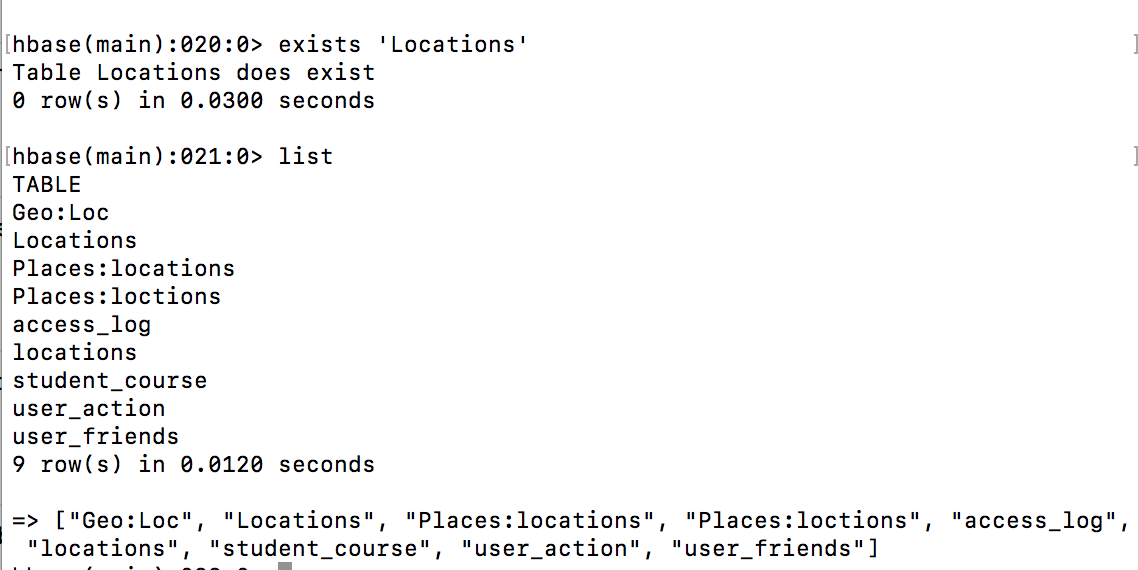 [hbase(main):020:0> exists 'Locations' ]
Table Locations does exist
0 row(s) in 0.0300 seconds
[hbase(main):021:0> list ]
TABLE
Geo:Loc
Locations
Places:locations
Places:loctions
access_log
locations
student_course
user_action
user_friends
9 row(s) in 0.0120 seconds
=> ["Geo:Loc", "Locations", "Places:locations", "Places:loctions", "access_log",
"locations", "student_course", "user_action", "user_friends"]